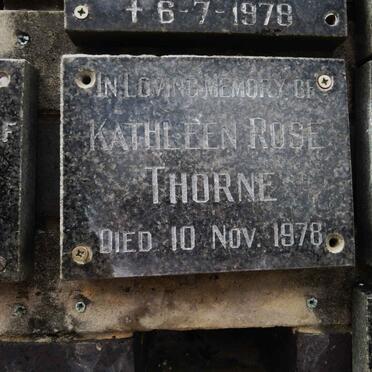 ✝ 6-7-1978
IN LOVING MEMORY OF
KATHLEEN ROSE
THORNE
DIED 10 NOV. 1978